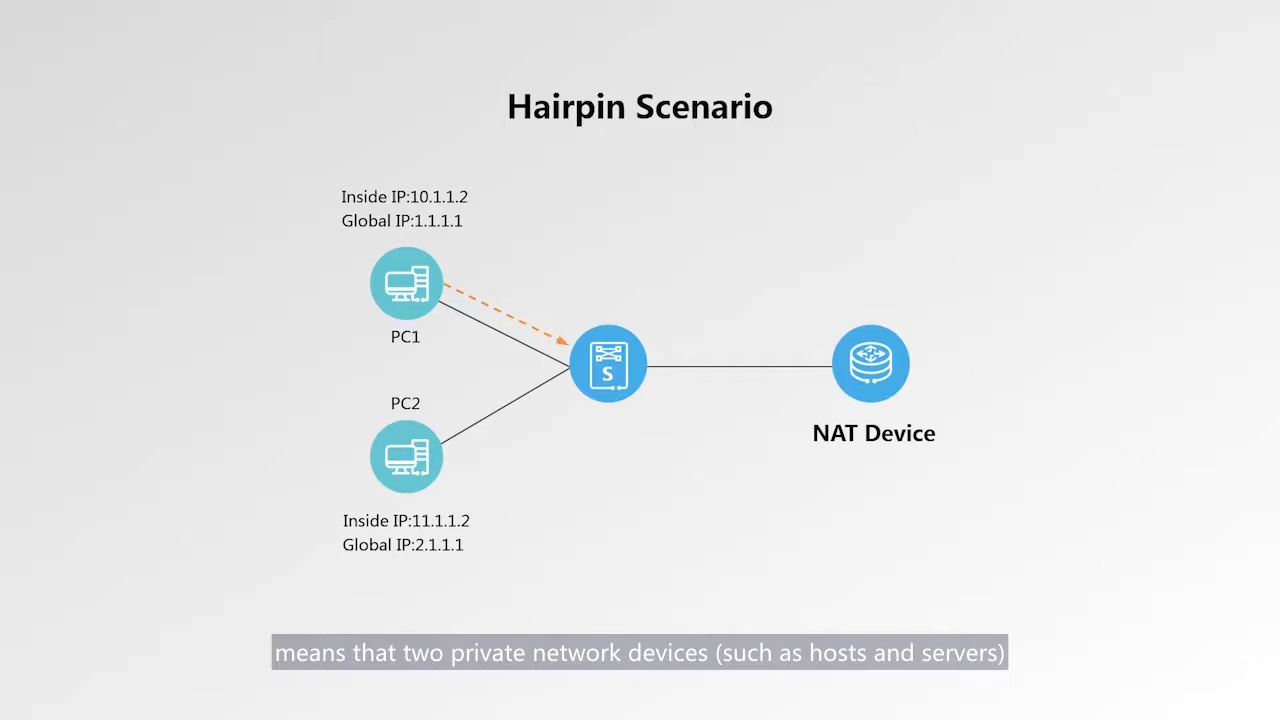 Hairpin Scenario
Inside IP:10.1.1.2
Global IP:1.1.1.1
PC1
PC2
Inside IP:11.1.1.2
Global IP:2.1.1.1
S
NAT Device
means that two private network devices (such as hosts and servers)